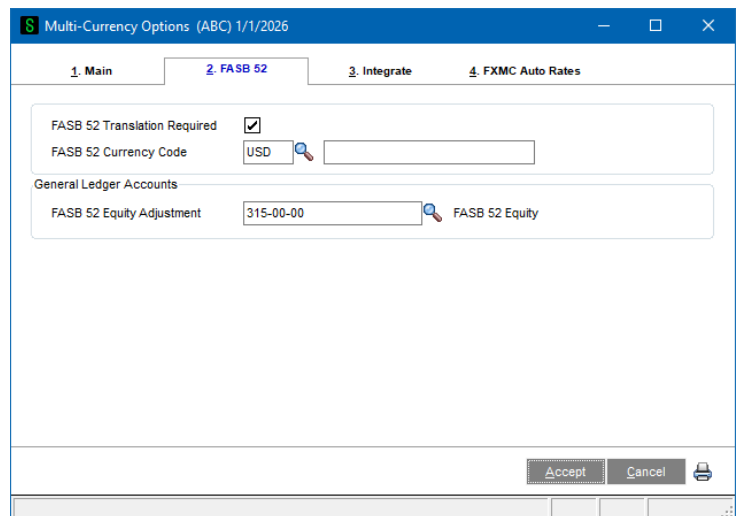 S Multi-Currency Options (ABC) 1/1/2026
1. Main 2. FASB 52 3. Integrate 4. FXMC Auto Rates
FASB 52 Translation Required
FASB 52 Currency Code USD
General Ledger Accounts
FASB 52 Equity Adjustment 315-00-00 FASB 52 Equity
Accept Cancel